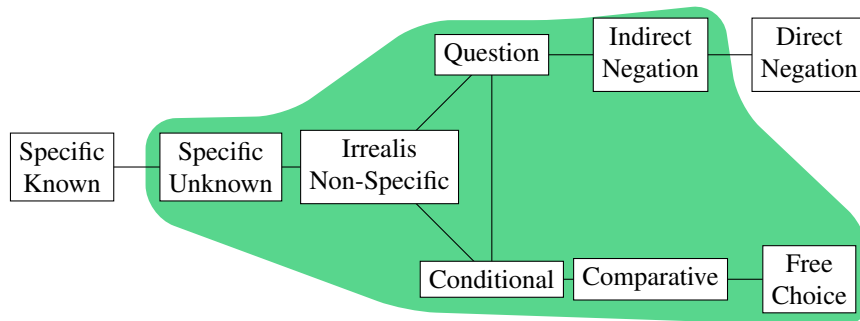 Question
Indirect
Negation
Direct
Negation
Specific
Known
Specific
Unknown
Irrealis
Non-Specific
Conditional
Comparative
Free
Choice